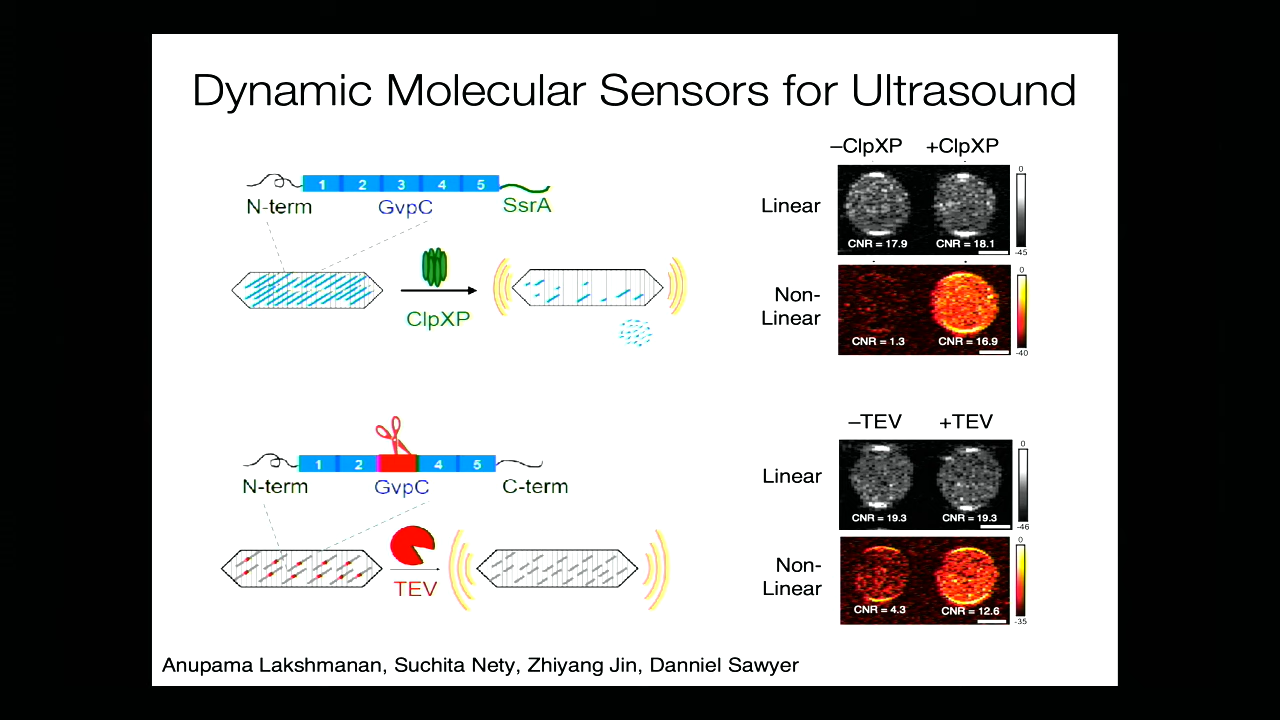 Dynamic Molecular Sensors for Ultrasound
–ClpXP +ClpXP
1 2 3 4 5
N-term GvpC SsrA
ClpXP
Linear
CNR = 17.9 CNR = 18.1
0
-45
Non-
Linear
CNR = 1.3 CNR = 16.9
0
-40
–TEV +TEV
1 2 4 5
N-term GvpC C-term
TEV
Linear
CNR = 19.3 CNR = 19.3
0
-46
Non-
Linear
CNR = 4.3 CNR = 12.6
0
-35
Anupama Lakshmanan, Suchita Nety, Zhiyang Jin, Danniel Sawyer